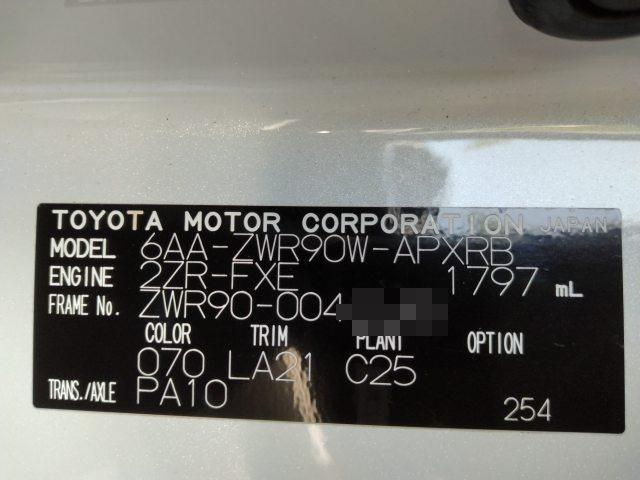 TOYOTA MOTOR CORPORATION JAPAN
MODEL 6AA-ZWR90W-APXRB
ENGINE 2ZR-FXE 1797 mL
FRAME No. ZWR90-004
COLOR TRIM PLANT OPTION
070 LA21 C25
TRANS./AXLE PA10
254